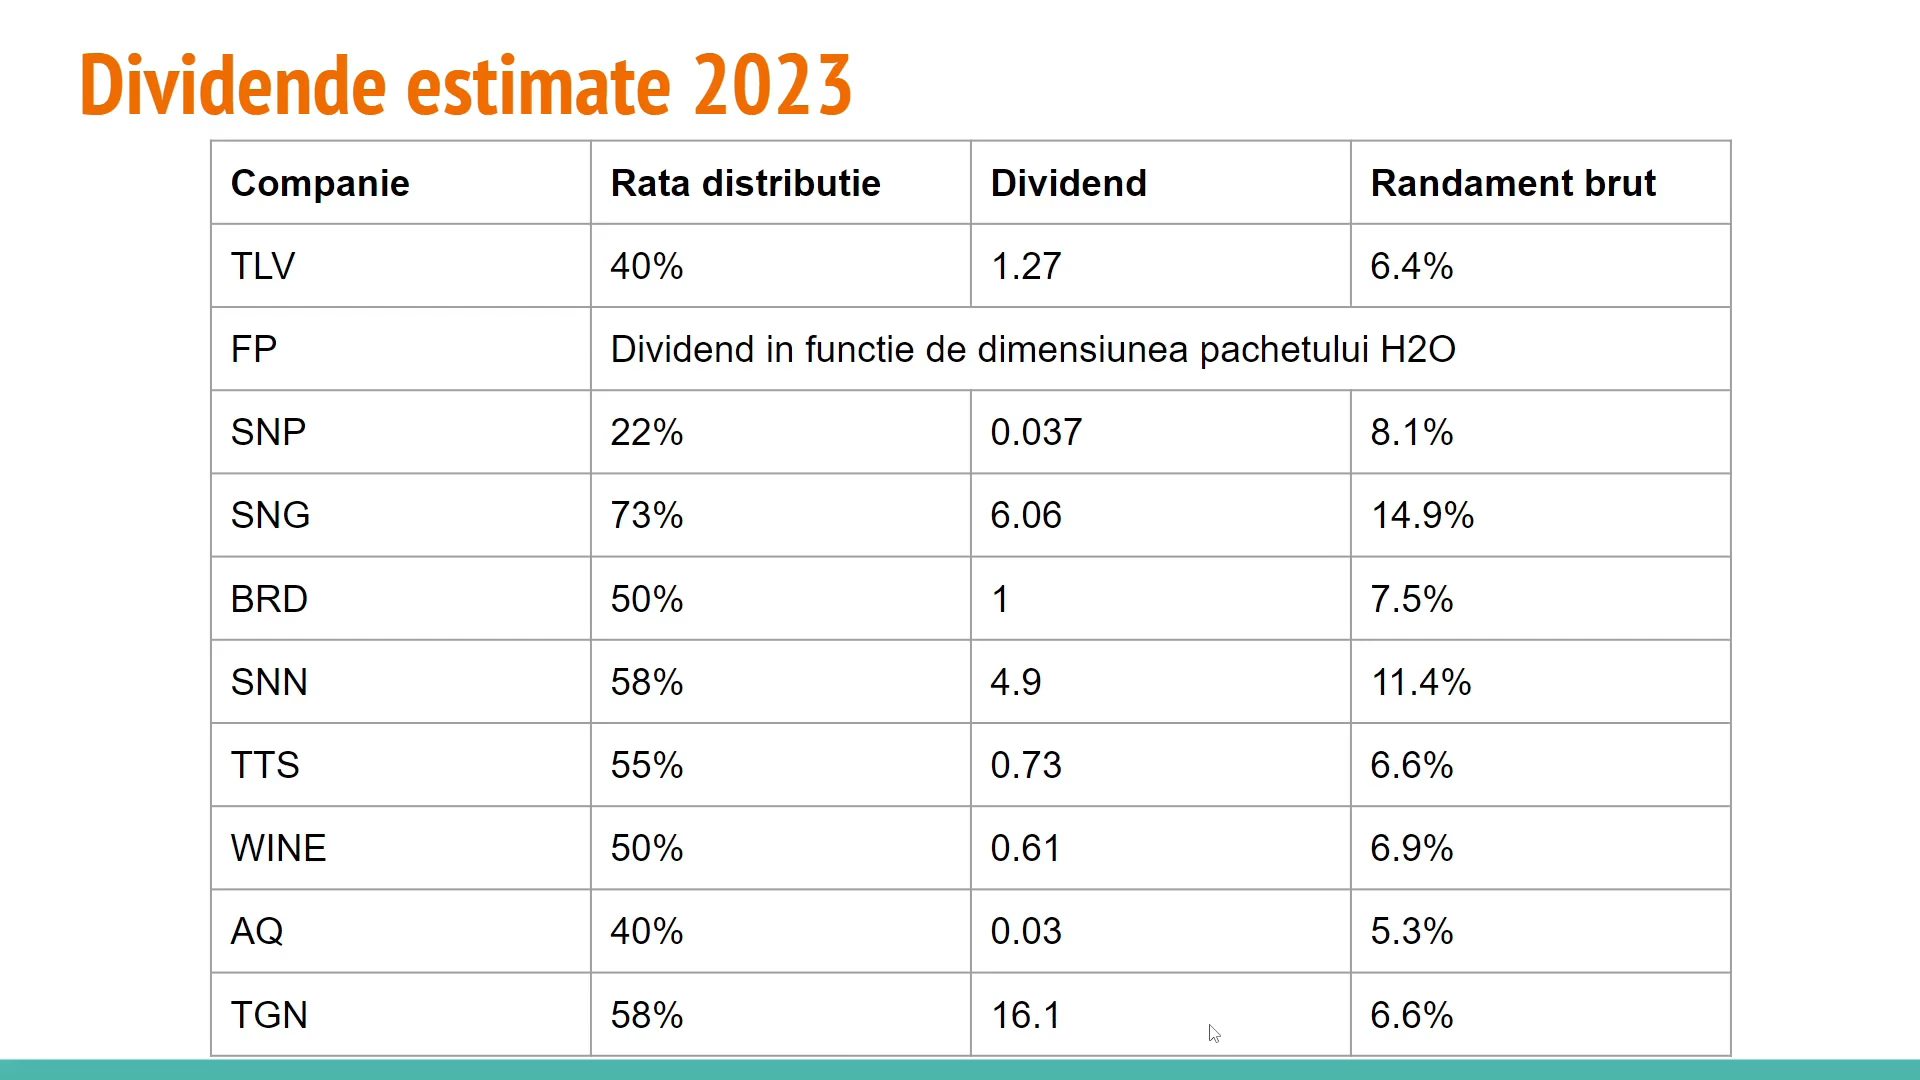 Dividende estimate 2023
Companie Rata distributie Dividend Randament brut
TLV 40% 1.27 6.4%
FP Dividend in functie de dimensiunea pachetului H2O
SNP 22% 0.037 8.1%
SNG 73% 6.06 14.9%
BRD 50% 1 7.5%
SNN 58% 4.9 11.4%
TTS 55% 0.73 6.6%
WINE 50% 0.61 6.9%
AQ 40% 0.03 5.3%
TGN 58% 16.1 6.6%